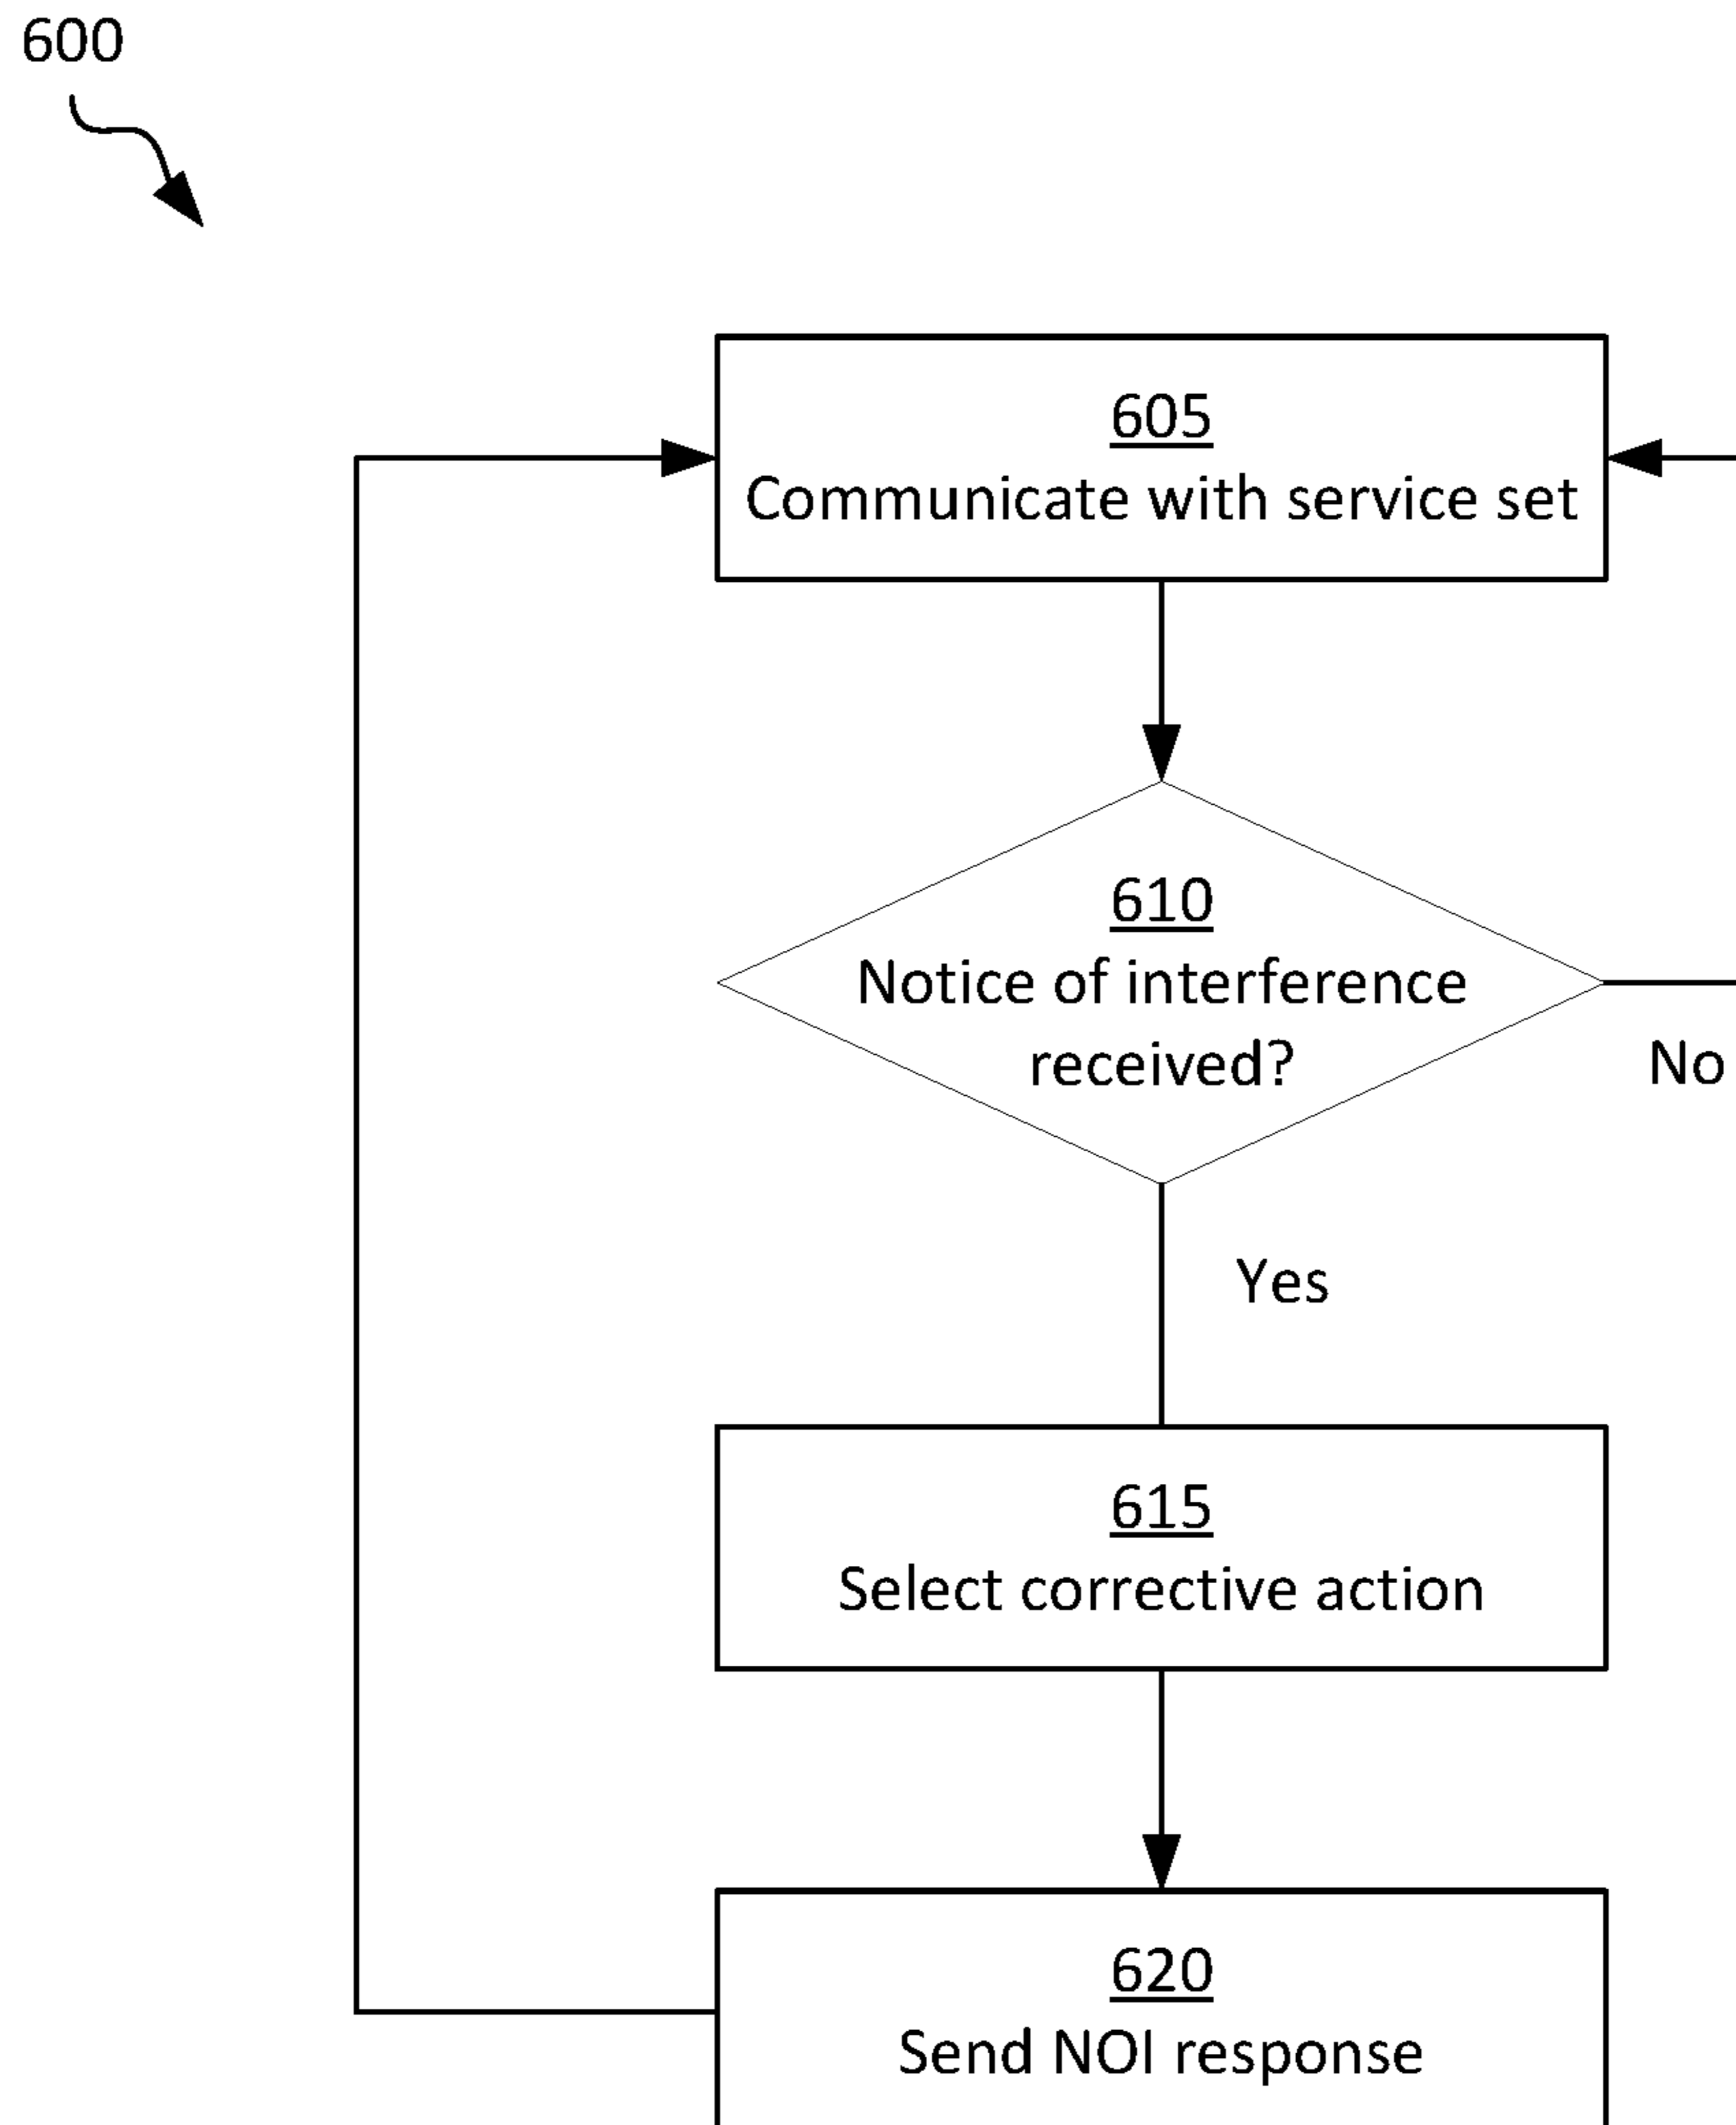 600
605
Communicate with service set
610
Notice of interference
received?
No
Yes
615
Select corrective action
620
Send NOI response